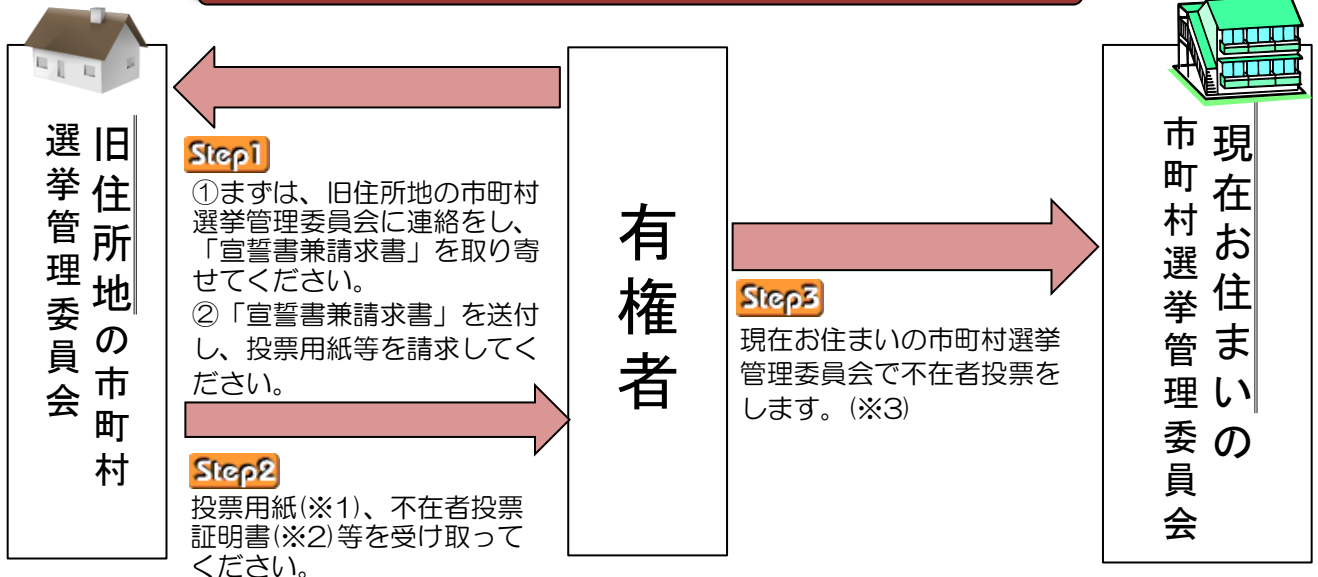 旧住所地の市町村
選挙管理委員会
Step1
①まずは、旧住所地の市町村
選挙管理委員会に連絡をし、
「宣誓書兼請求書」を取り寄
せてください。
②「宣誓書兼請求書」を送付
し、投票用紙等を請求してく
ださい。
Step2
投票用紙(※1)、不在者投票
証明書(※2)等を受け取って
ください。
有権者
Step3
現在お住まいの市町村選挙
管理委員会で不在者投票を
します。(※3)
現在お住まいの
市町村選挙管理委員会